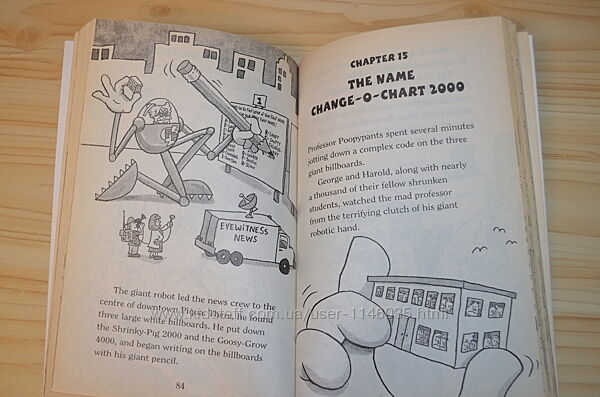 1
EYEWITNESS
NEWS
The giant robot led the news crew to the
centre of downtown Piqua, where he found
three large white billboards. He put down
the Shrinky-Pig 2000 and the Goosy-Grow
4000, and began writing on the billboards
with his giant pencil.
84
CHAPTER 15
THE NAME
CHANGE-O-CHART 2000
Professor Poopypants spent several minutes
jotting down a complex code on the three
giant billboards.
George and Harold, along with nearly
a thousand of their fellow shrunken
students, watched the mad professor
from the terrifying clutch of his giant
robotic hand.